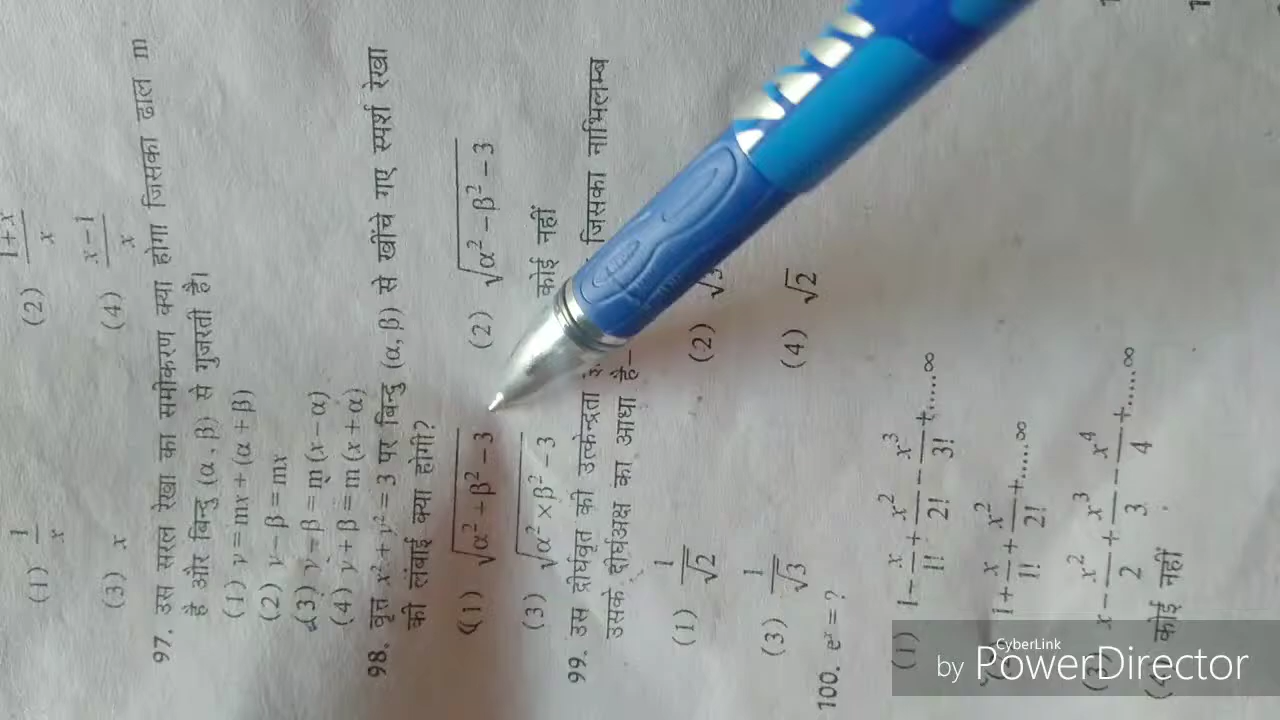 (1) 1/x (2) 1+x/x
(3) x (4) x−1/x
97. उस सरल रेखा का समीकरण क्या होगा जिसका ढाल m
है और बिन्दु (α, β) से गुजरती है।
(1) y = mx + (α + β)
(2) y − β = mx
(3) y − β = m (x − α)
(4) y + β = m (x + α)
98. वृत्त x² + y² = 3 पर बिन्दु (α, β) से खींचे गए स्पर्श रेखा
की लंबाई क्या होगी?
(1) √(α² + β² − 3) (2) √(α² − β² − 3)
(3) √(α² × β² − 3) कोई नहीं
99. उस दीर्घवृत की उत्केन्द्रता जिसका नाभिलम्ब
उसके दीर्घअक्ष का आधा है–
(1) 1/√2 (2) √3
(3) 1/√3 (4) √2
100. eˣ = ?
(1) 1 − x/1! + x²/2! − x³/3! +......∞
1 + x/1! + x²/2! +......∞
(3) x − x²/2 + x³/3 − x⁴/4 +......∞
(4) कोई नहीं
CyberLink
by PowerDirector